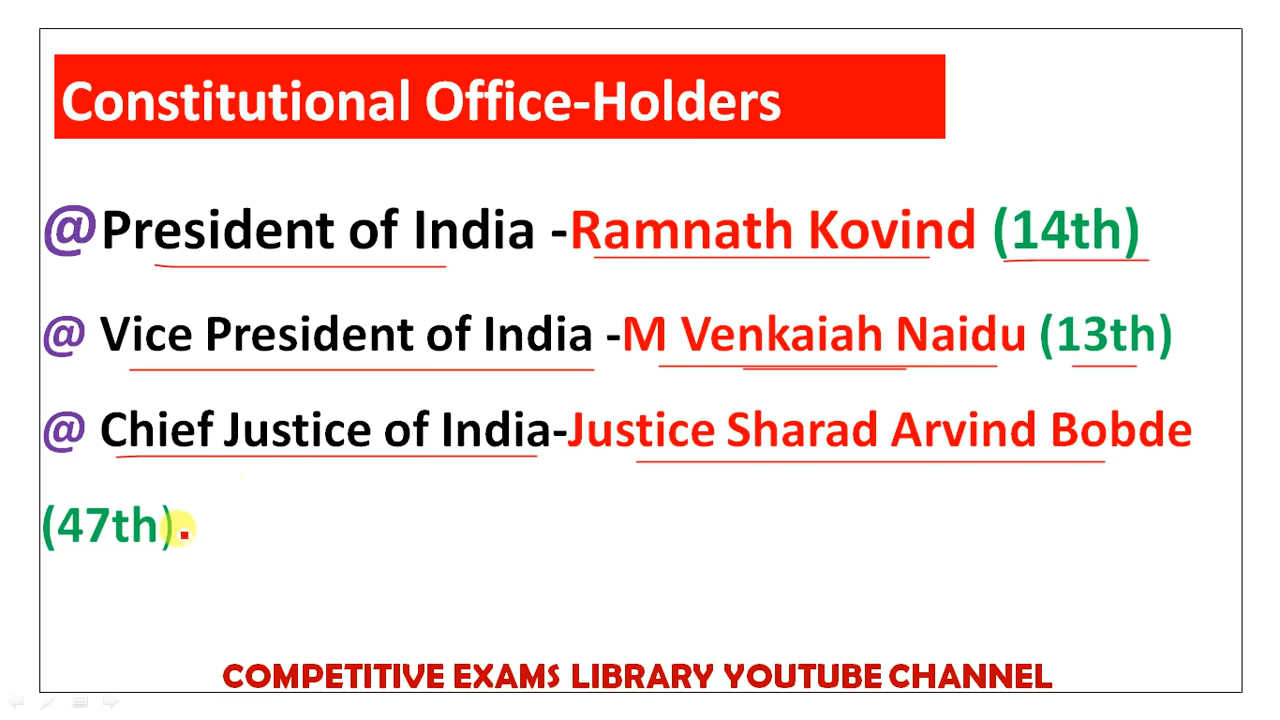 Constitutional Office-Holders
@President of India -Ramnath Kovind (14th)
@ Vice President of India -M Venkaiah Naidu (13th)
@ Chief Justice of India-Justice Sharad Arvind Bobde
(47th).
COMPETITIVE EXAMS LIBRARY YOUTUBE CHANNEL